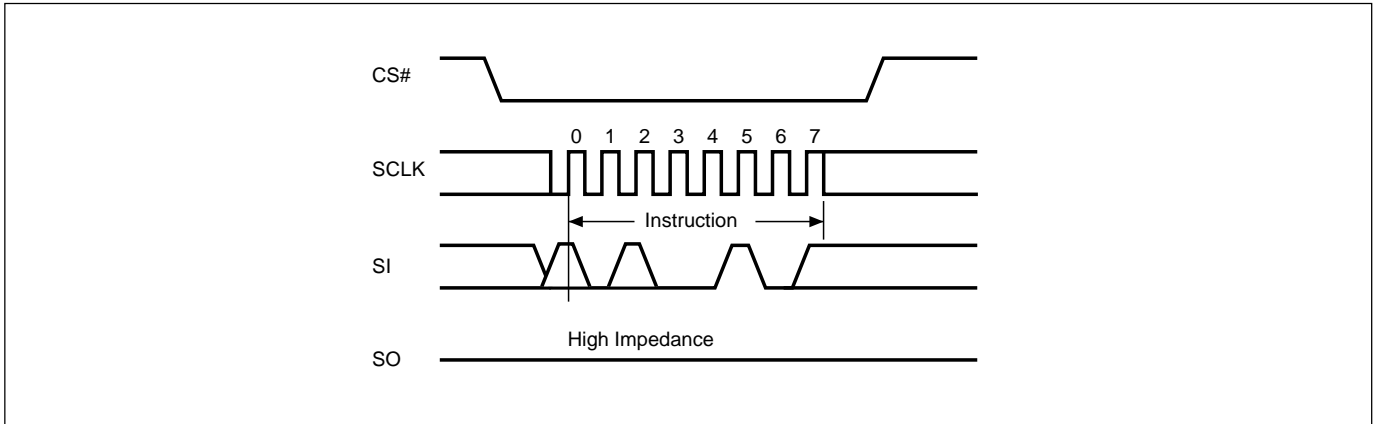 CS#
0 1 2 3 4 5 6 7
SCLK
Instruction
SI
High Impedance
SO